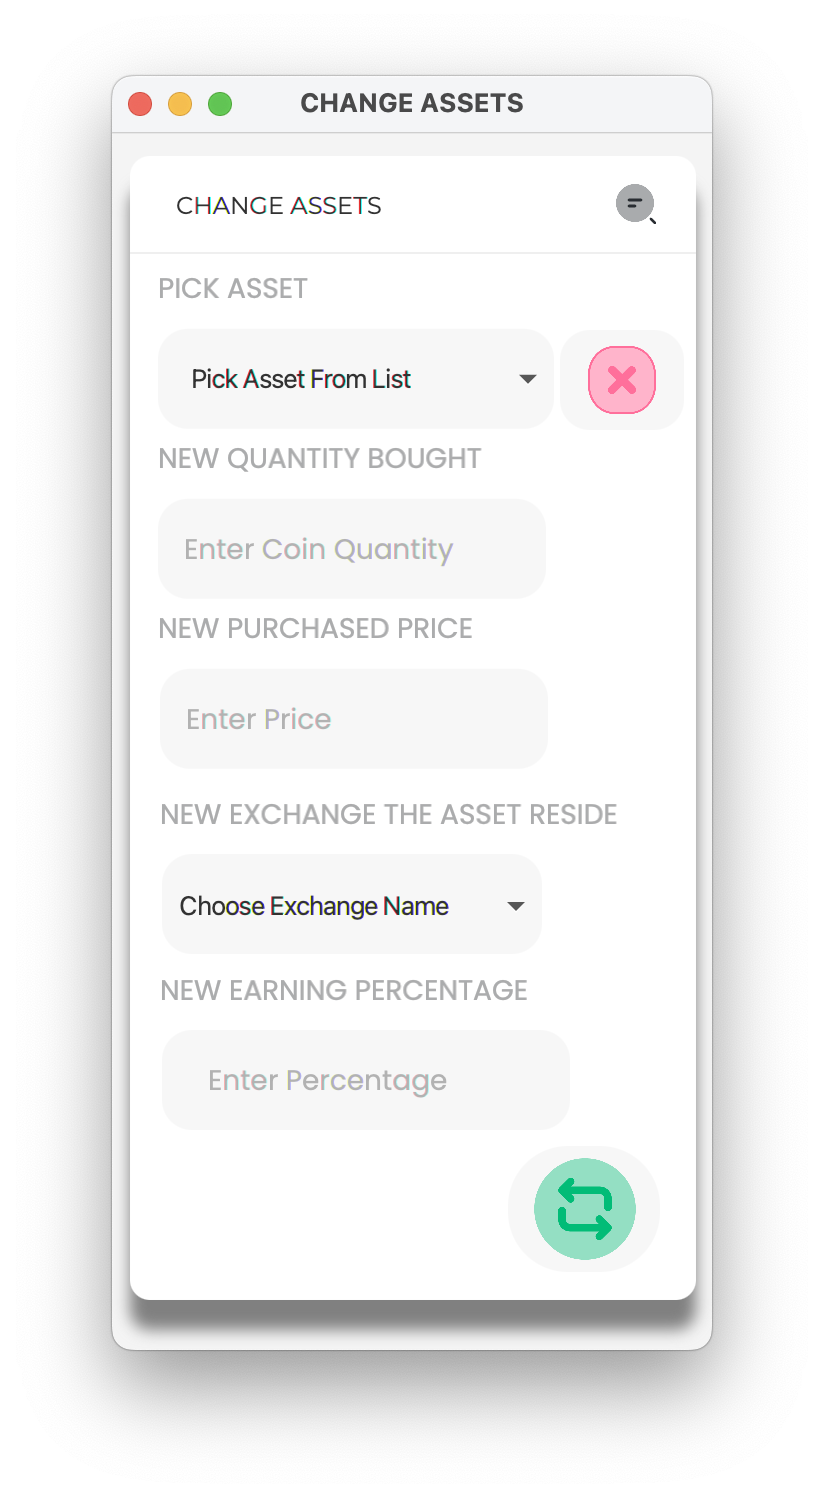 CHANGE ASSETS
CHANGE ASSETS
PICK ASSET
Pick Asset From List
NEW QUANTITY BOUGHT
Enter Coin Quantity
NEW PURCHASED PRICE
Enter Price
NEW EXCHANGE THE ASSET RESIDE
Choose Exchange Name
NEW EARNING PERCENTAGE
Enter Percentage